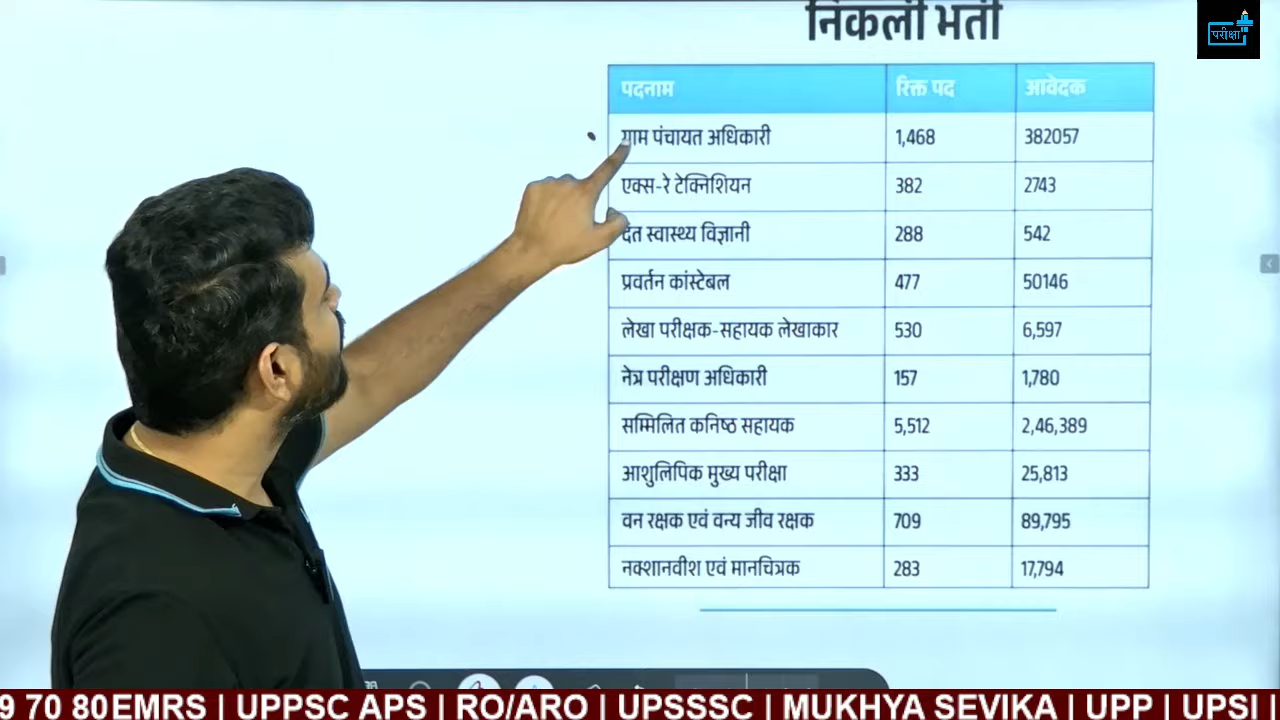 निकली भर्ती
परीक्षा
पदनाम रिक्त पद आवेदक
ग्राम पंचायत अधिकारी 1,468 382057
एक्स-रे टेक्निशियन 382 2743
दंत स्वास्थ्य विज्ञानी 288 542
प्रवर्तन कांस्टेबल 477 50146
लेखा परीक्षक-सहायक लेखाकार 530 6,597
नेत्र परीक्षण अधिकारी 157 1,780
सम्मिलित कनिष्ठ सहायक 5,512 2,46,389
आशुलिपिक मुख्य परीक्षा 333 25,813
वन रक्षक एवं वन्य जीव रक्षक 709 89,795
नक्शानवीश एवं मानचित्रक 283 17,794
9 70 80 EMRS | UPPSC APS | RO/ARO | UPSSSC | MUKHYA SEVIKA | UPP | UPSI |